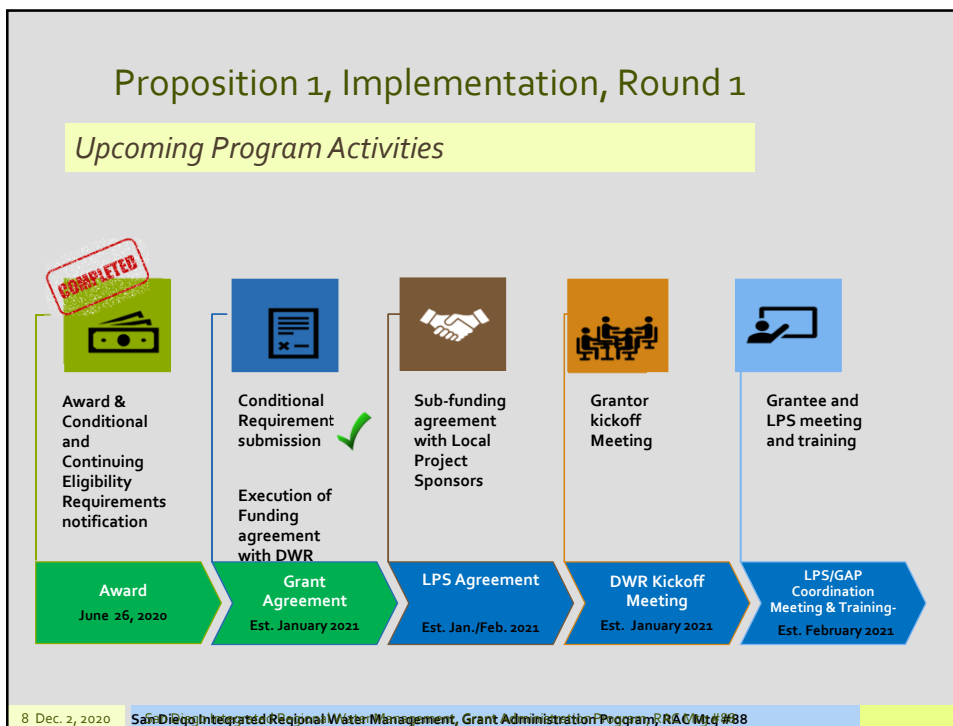 Proposition 1, Implementation, Round 1
Upcoming Program Activities
COMPLETED
Award &
Conditional
and
Continuing
Eligibility
Requirements
notification
Conditional
Requirement
submission
Execution of
Funding
agreement
with DWR
Sub-funding
agreement
with Local
Project
Sponsors
Grantor
kickoff
Meeting
Grantee and
LPS meeting
and training
Award
June 26, 2020
Grant
Agreement
Est. January 2021
LPS Agreement
Est. Jan./Feb. 2021
DWR Kickoff
Meeting
Est. January 2021
LPS/GAP
Coordination
Meeting & Training-
Est. February 2021
8 Dec. 2, 2020 San Diego Integrated Regional Water Management, Grant Administration Program, RAC Mtg #88